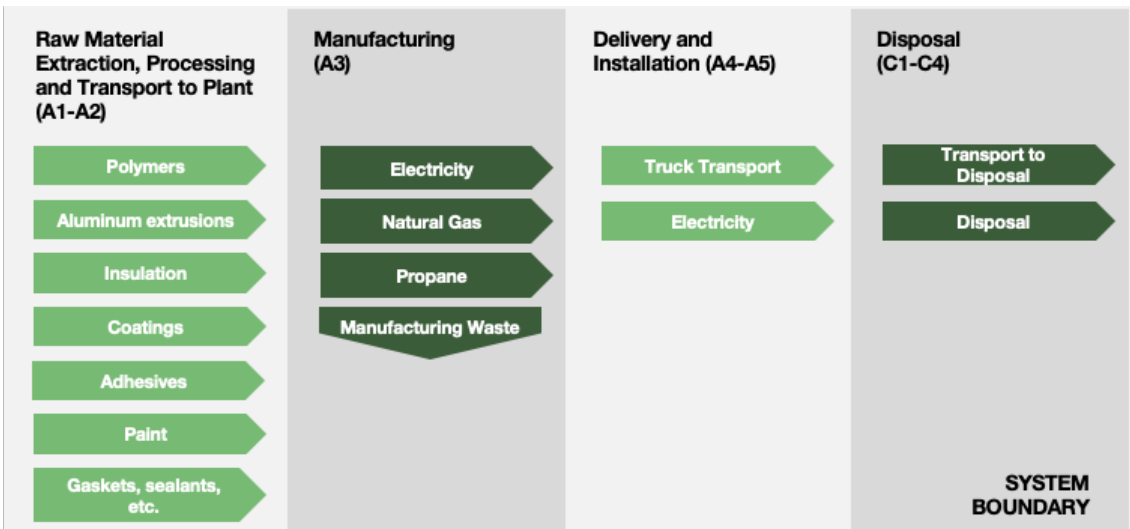 Raw Material
Extraction, Processing
and Transport to Plant
(A1-A2)
Polymers
Aluminum extrusions
Insulation
Coatings
Adhesives
Paint
Gaskets, sealants,
etc.
Manufacturing
(A3)
Electricity
Natural Gas
Propane
Manufacturing Waste
Delivery and
Installation (A4-A5)
Truck Transport
Electricity
Disposal
(C1-C4)
Transport to
Disposal
Disposal
SYSTEM
BOUNDARY